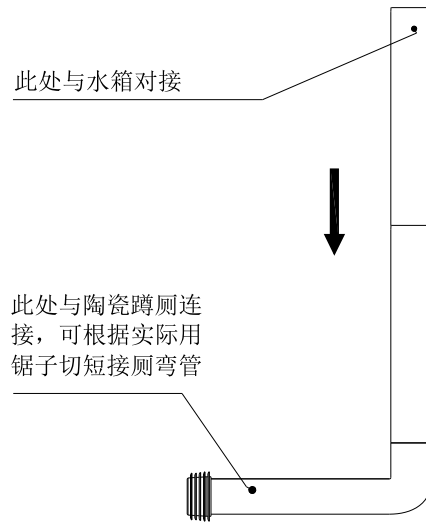 此处与水箱对接
此处与陶瓷蹲厕连
接，可根据实际用
锯子切短接厕弯管